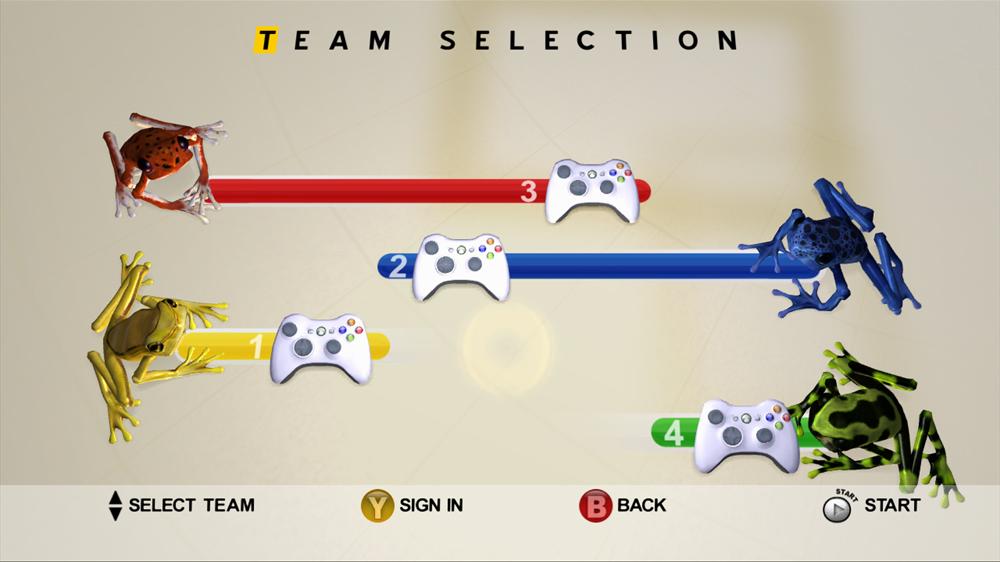 TEAM SELECTION
3
2
1
4
SELECT TEAM
Y SIGN IN
B BACK
START START